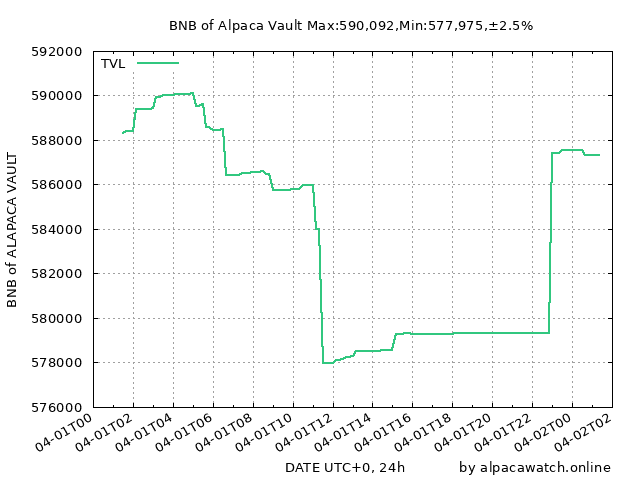 BNB of Alpaca Vault Max:590,092,Min:577,975,±2.5%
592000
TVL
590000
588000
586000
584000
582000
580000
578000
576000
BNB of ALAPACA VAULT
04-01T00
04-01T02
04-01T04
04-01T06
04-01T08
04-01T10
04-01T12
04-01T14
04-01T16
04-01T18
04-01T20
04-01T22
04-02T00
04-02T02
DATE UTC+0, 24h
by alpacawatch.online